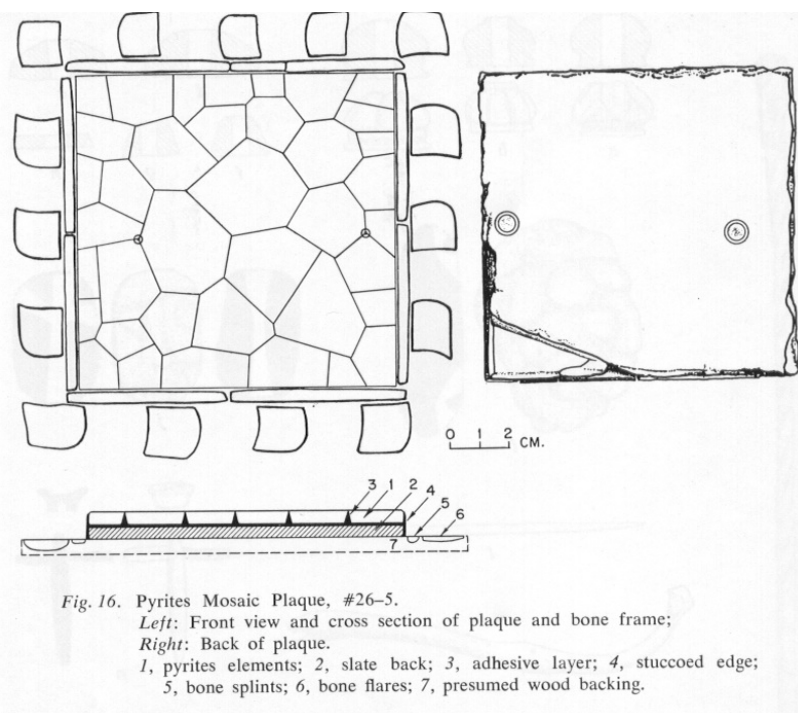 0 1 2 CM.
3 1 2 4
5
6
7
Fig. 16. Pyrites Mosaic Plaque, #26–5.
Left: Front view and cross section of plaque and bone frame;
Right: Back of plaque.
1, pyrites elements; 2, slate back; 3, adhesive layer; 4, stuccoed edge;
5, bone splints; 6, bone flares; 7, presumed wood backing.